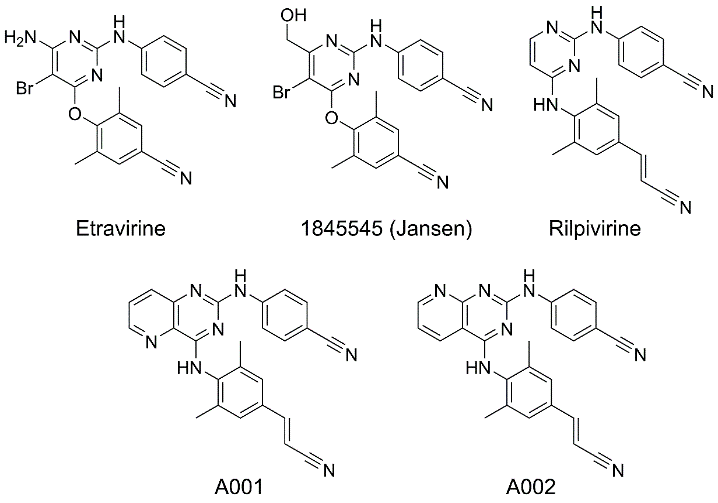 H₂N N H N N
Br O N
Etravirine
OH N H N N
Br O N
1845545 (Jansen)
N H N N
HN N
Rilpivirine
N H N N N
HN N
A001
N N H N N
HN N
A002